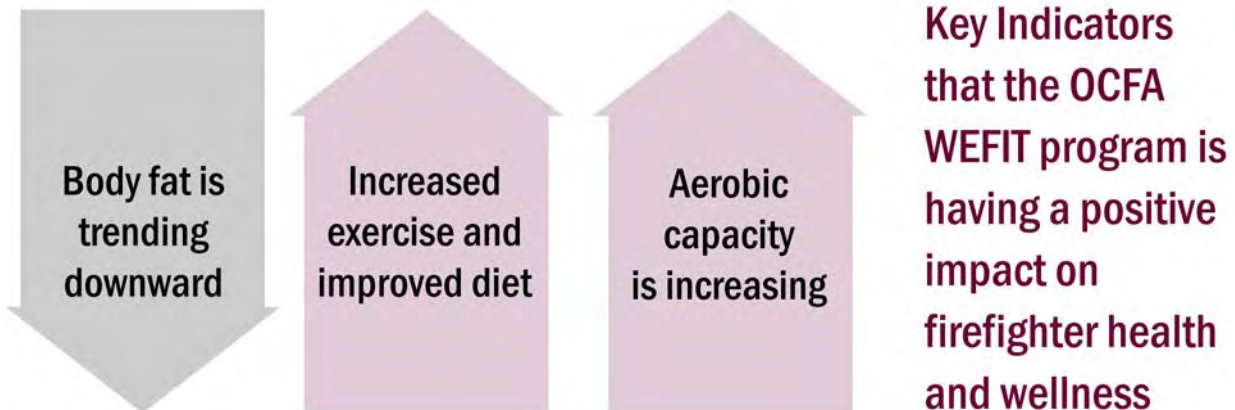 Body fat is
trending
downward
Increased
exercise and
improved diet
Aerobic
capacity
is increasing
Key Indicators
that the OCFA
WEFIT program is
having a positive
impact on
firefighter health
and wellness